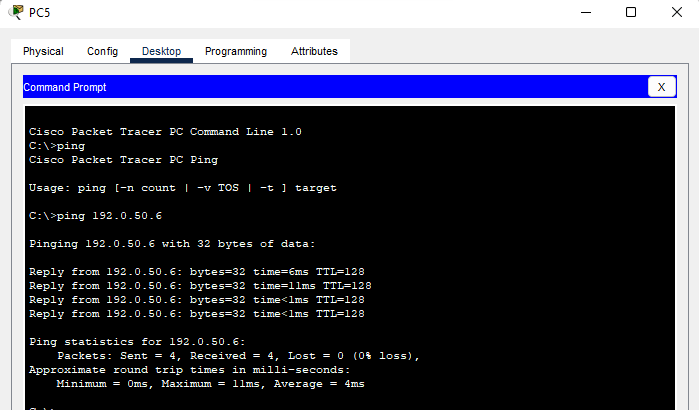 PC5
Physical Config Desktop Programming Attributes
Command Prompt X
Cisco Packet Tracer PC Command Line 1.0
C:\>ping
Cisco Packet Tracer PC Ping
Usage: ping [-n count | -v TOS | -t ] target
C:\>ping 192.0.50.6
Pinging 192.0.50.6 with 32 bytes of data:
Reply from 192.0.50.6: bytes=32 time=6ms TTL=128
Reply from 192.0.50.6: bytes=32 time=11ms TTL=128
Reply from 192.0.50.6: bytes=32 time<1ms TTL=128
Reply from 192.0.50.6: bytes=32 time<1ms TTL=128
Ping statistics for 192.0.50.6:
Packets: Sent = 4, Received = 4, Lost = 0 (0% loss),
Approximate round trip times in milli-seconds:
Minimum = 0ms, Maximum = 11ms, Average = 4ms